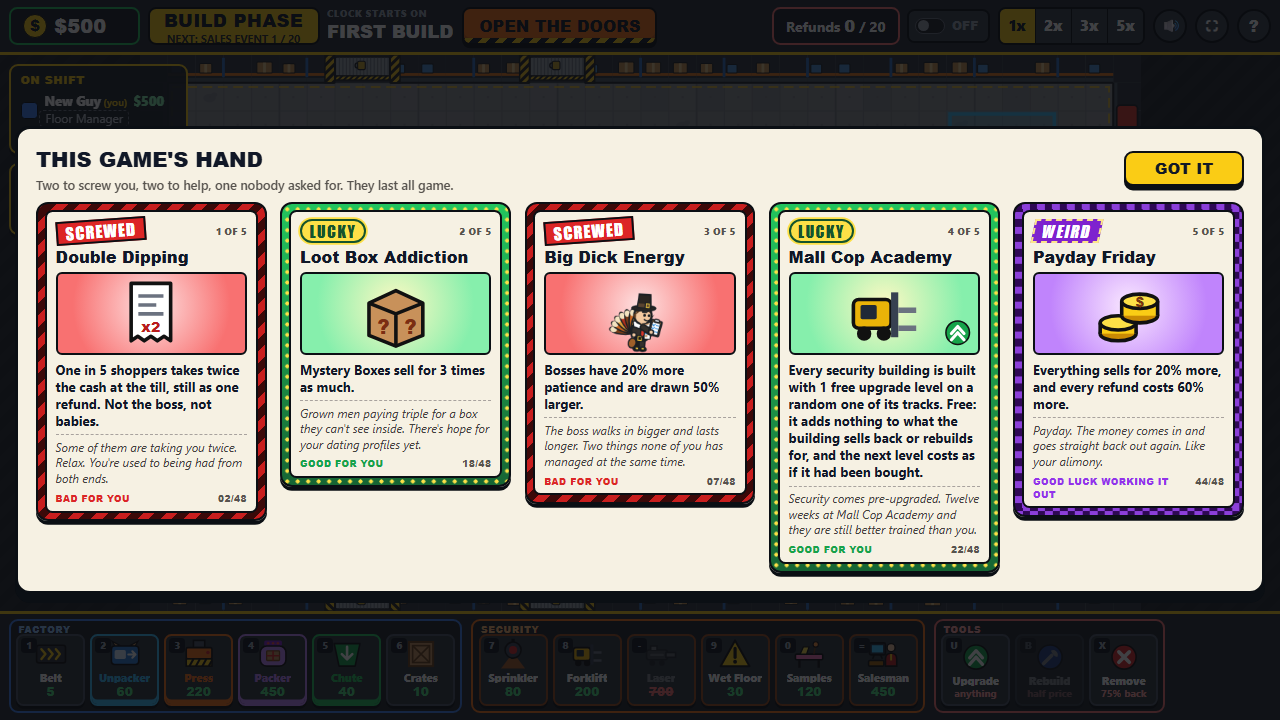 $500
BUILD PHASE
NEXT: SALES EVENT 1 / 20
CLOCK STARTS ON
FIRST BUILD
OPEN THE DOORS
Refunds 0 / 20
OFF
1x
2x
3x
5x
?
ON SHIFT
New Guy (you) $500
Floor Manager
THIS GAME'S HAND
Two to screw you, two to help, one nobody asked for. They last all game.
GOT IT
SCREWED
1 OF 5
Double Dipping
x2
One in 5 shoppers takes twice
the cash at the till, still as one
refund. Not the boss, not
babies.
Some of them are taking you twice.
Relax. You're used to being had from
both ends.
BAD FOR YOU
02/48
LUCKY
2 OF 5
Loot Box Addiction
? ?
Mystery Boxes sell for 3 times
as much.
Grown men paying triple for a box
they can't see inside. There's hope for
your dating profiles yet.
GOOD FOR YOU
18/48
SCREWED
3 OF 5
Big Dick Energy
Bosses have 20% more
patience and are drawn 50%
larger.
The boss walks in bigger and lasts
longer. Two things none of you has
managed at the same time.
BAD FOR YOU
07/48
LUCKY
4 OF 5
Mall Cop Academy
Every security building is built
with 1 free upgrade level on a
random one of its tracks. Free:
it adds nothing to what the
building sells back or rebuilds
for, and the next level costs as
if it had been bought.
Security comes pre-upgraded. Twelve
weeks at Mall Cop Academy and
they are still better trained than you.
GOOD FOR YOU
22/48
WEIRD
5 OF 5
Payday Friday
$
Everything sells for 20% more,
and every refund costs 60%
more.
Payday. The money comes in and
goes straight back out again. Like
your alimony.
GOOD LUCK WORKING IT
OUT
44/48
FACTORY
1
Belt
5
2
Unpacker
60
3
Press
220
4
Packer
450
5
Chute
40
6
Crates
10
SECURITY
7
Sprinkler
80
8
Forklift
200
-
Laser
700
9
Wet Floor
30
0
Samples
120
=
Salesman
450
TOOLS
U
Upgrade
anything
B
Rebuild
half price
X
Remove
75% back